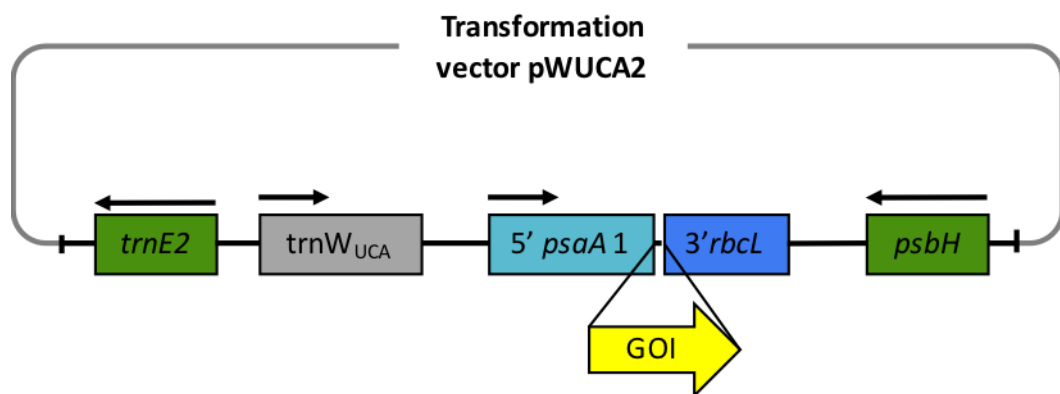 Transformation
vector pWUCA2
trnE2
trnWUCA
5' psaA 1
3'rbcL
psbH
GOI